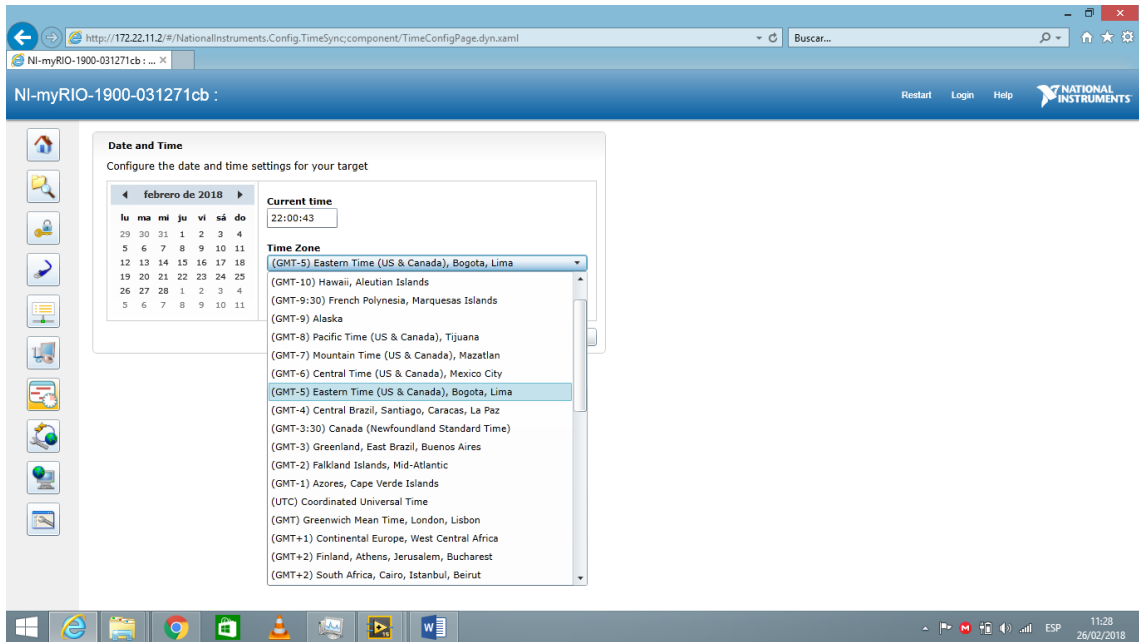 http://172.22.11.2/#/NationalInstruments.Config.TimeSync;component/TimeConfigPage.dyn.xaml
Buscar...
NI-myRIO-1900-031271cb : ...
NI-myRIO-1900-031271cb :
Restart Login Help
NATIONAL INSTRUMENTS
Date and Time
Configure the date and time settings for your target
febrero de 2018
lu ma mi ju vi sá do
29 30 31 1 2 3 4
5 6 7 8 9 10 11
12 13 14 15 16 17 18
19 20 21 22 23 24 25
26 27 28 1 2 3 4
5 6 7 8 9 10 11
Current time
22:00:43
Time Zone
(GMT-5) Eastern Time (US & Canada), Bogota, Lima
(GMT-10) Hawaii, Aleutian Islands
(GMT-9:30) French Polynesia, Marquesas Islands
(GMT-9) Alaska
(GMT-8) Pacific Time (US & Canada), Tijuana
(GMT-7) Mountain Time (US & Canada), Mazatlan
(GMT-6) Central Time (US & Canada), Mexico City
(GMT-5) Eastern Time (US & Canada), Bogota, Lima
(GMT-4) Central Brazil, Santiago, Caracas, La Paz
(GMT-3:30) Canada (Newfoundland Standard Time)
(GMT-3) Greenland, East Brazil, Buenos Aires
(GMT-2) Falkland Islands, Mid-Atlantic
(GMT-1) Azores, Cape Verde Islands
(UTC) Coordinated Universal Time
(GMT) Greenwich Mean Time, London, Lisbon
(GMT+1) Continental Europe, West Central Africa
(GMT+2) Finland, Athens, Jerusalem, Bucharest
(GMT+2) South Africa, Cairo, Istanbul, Beirut
ESP
11:28
26/02/2018